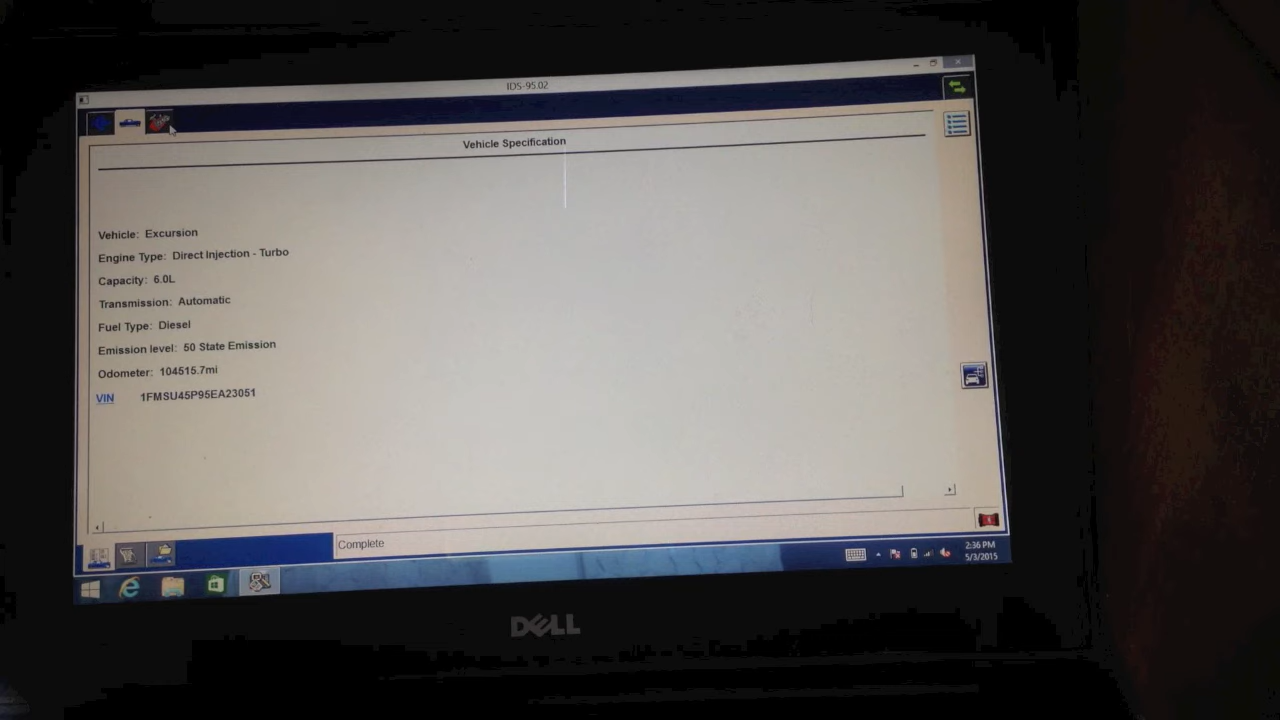 IDS-95.02
Vehicle Specification
Vehicle: Excursion
Engine Type: Direct Injection - Turbo
Capacity: 6.0L
Transmission: Automatic
Fuel Type: Diesel
Emission level: 50 State Emission
Odometer: 104515.7mi
VIN 1FMSU45P95EA23051
Complete
2:36 PM
5/3/2015
DELL